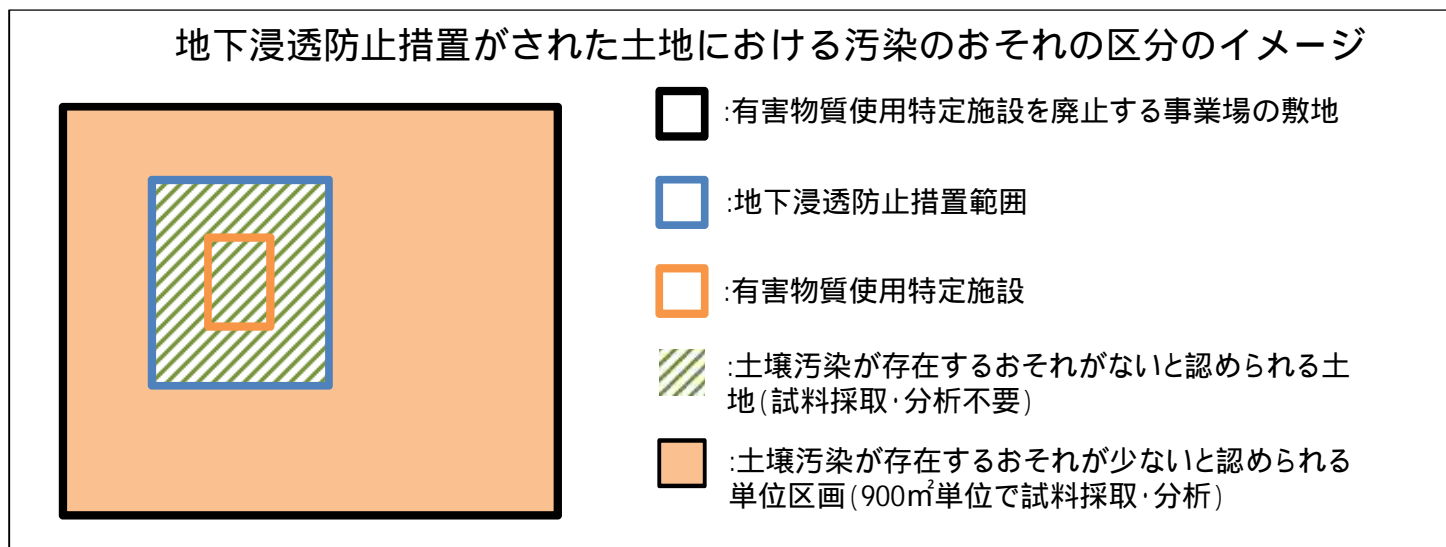 地下浸透防止措置がされた土地における汚染のおそれの区分のイメージ
:有害物質使用特定施設を廃止する事業場の敷地
:地下浸透防止措置範囲
:有害物質使用特定施設
:土壌汚染が存在するおそれがないと認められる土
地(試料採取・分析不要)
:土壌汚染が存在するおそれが少ないと認められる
単位区画(900㎡単位で試料採取・分析)